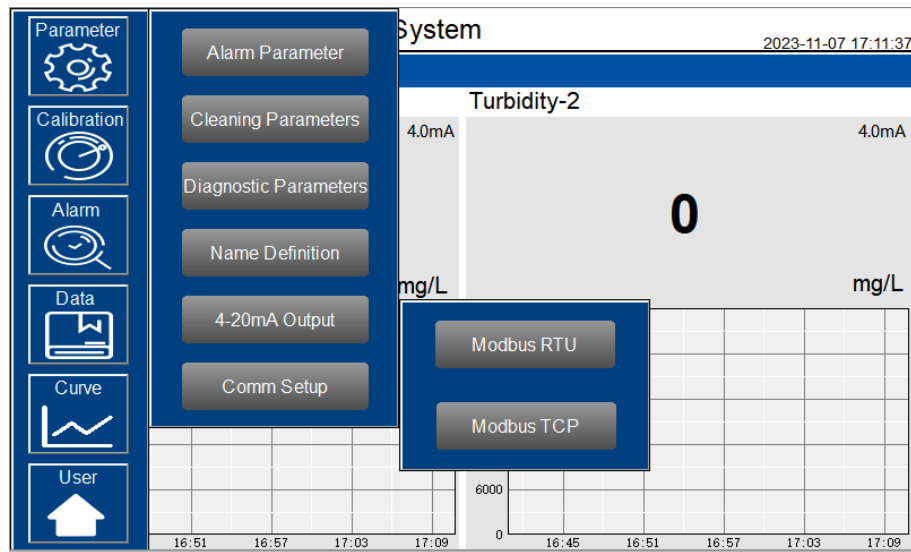 Parameter
Calibration
Alarm
Data
Curve
User
Alarm Parameter
Cleaning Parameters
Diagnostic Parameters
Name Definition
4-20mA Output
Comm Setup
Modbus RTU
Modbus TCP
System
2023-11-07 17:11:37
Turbidity-2
4.0mA
4.0mA
0
mg/L
mg/L
6000
0
16:51 16:57 17:03 17:09
16:45 16:51 16:57 17:03 17:09